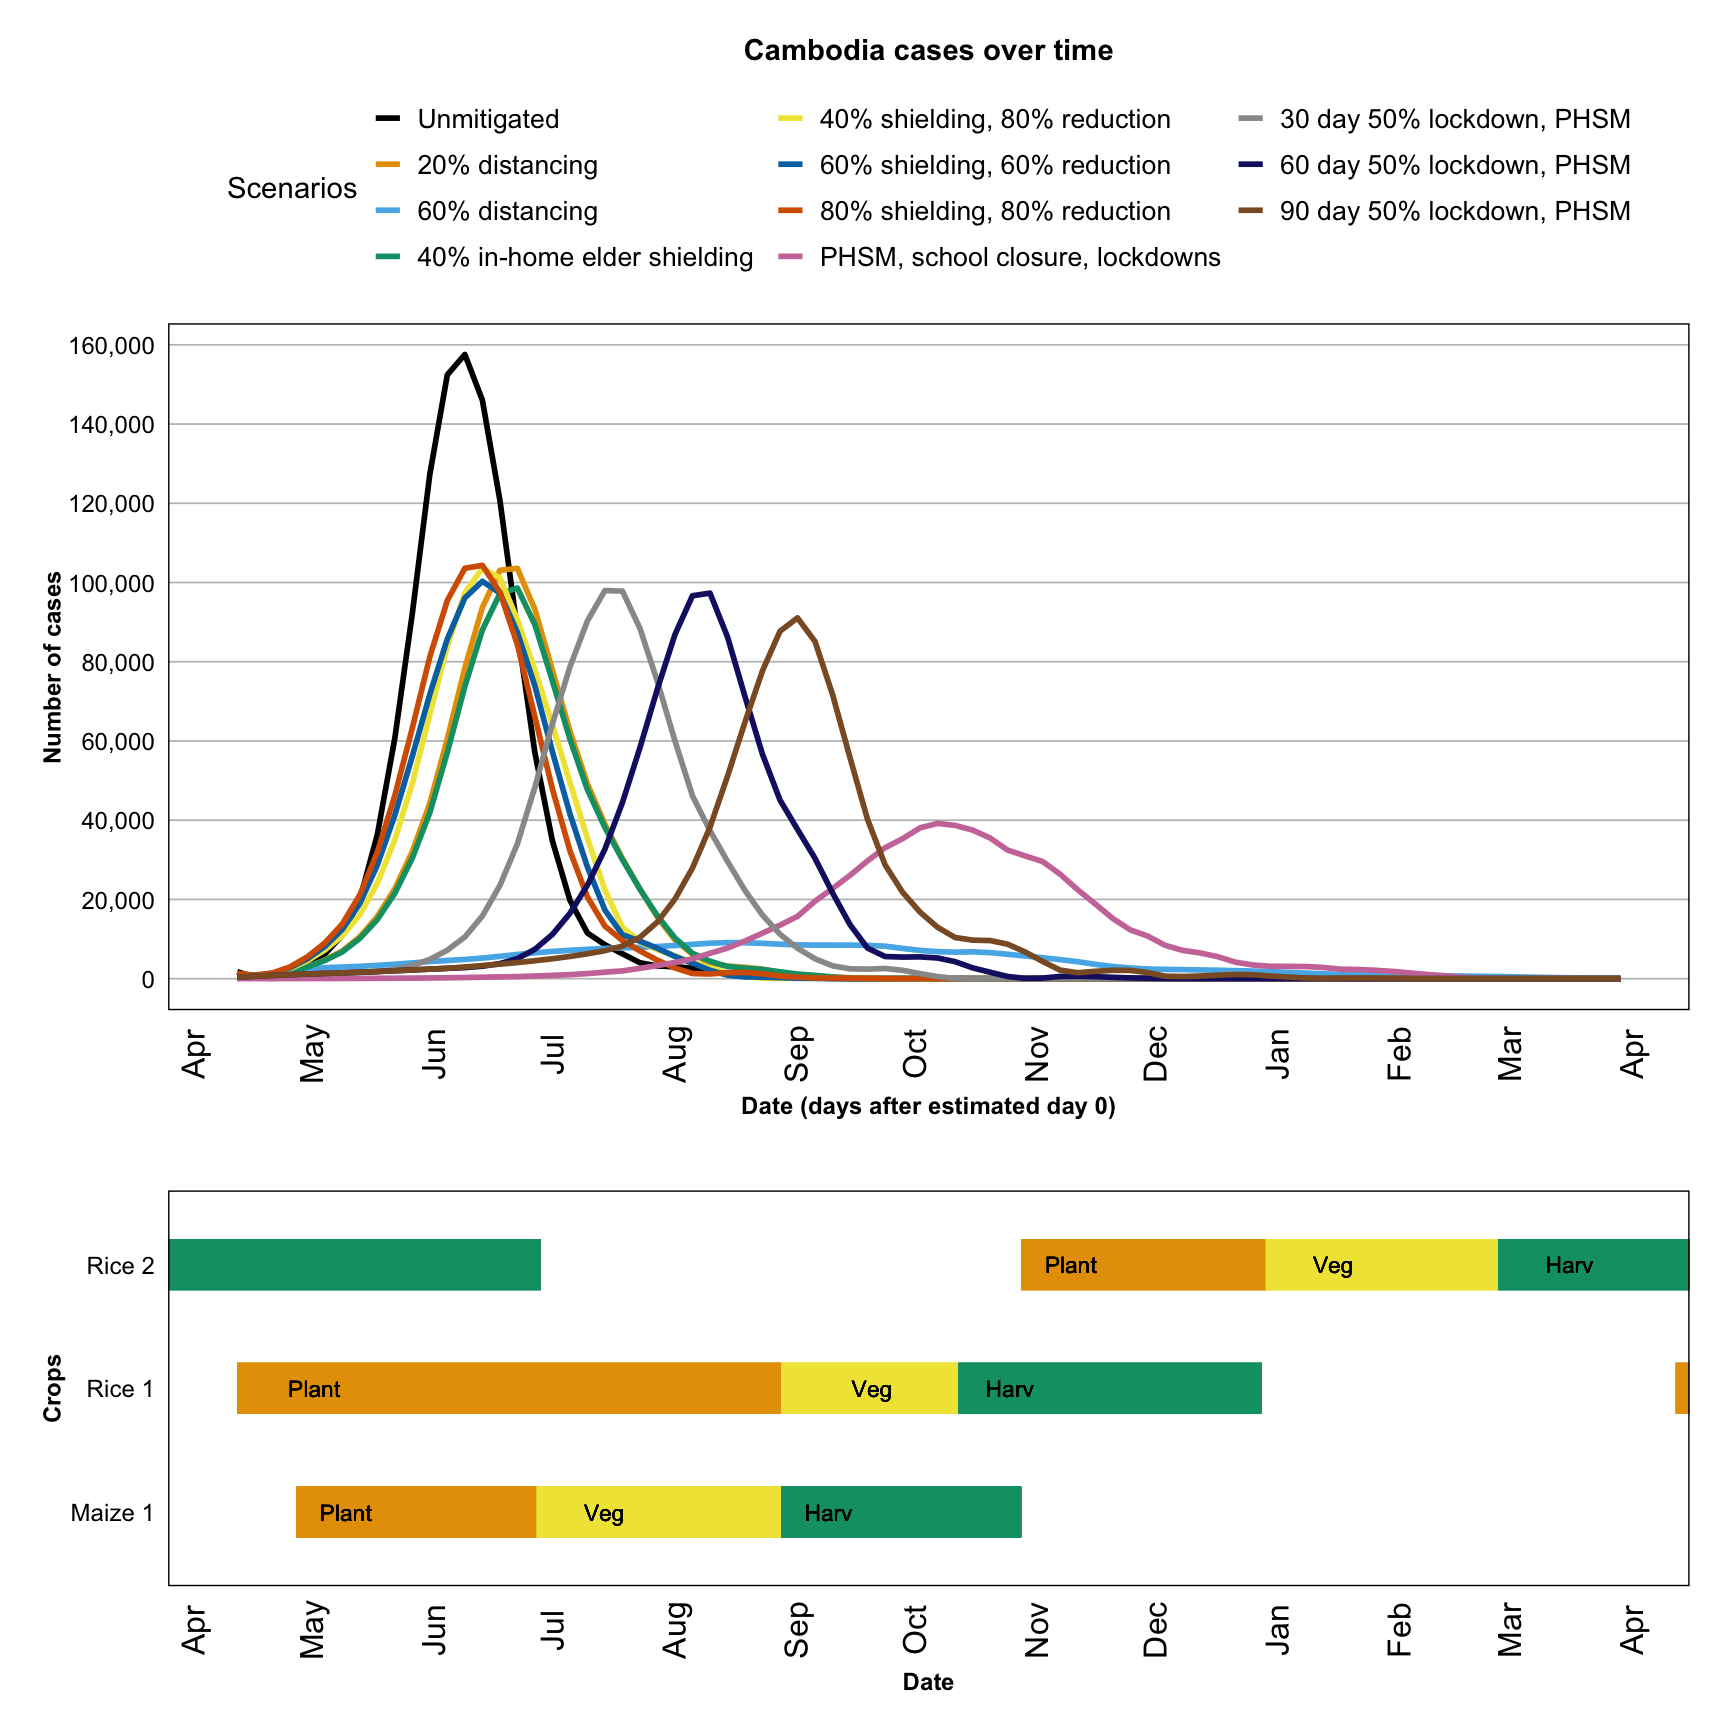 Cambodia cases over time
Scenarios
Unmitigated
20% distancing
60% distancing
40% in-home elder shielding
40% shielding, 80% reduction
60% shielding, 60% reduction
80% shielding, 80% reduction
PHSM, school closure, lockdowns
30 day 50% lockdown, PHSM
60 day 50% lockdown, PHSM
90 day 50% lockdown, PHSM
Number of cases
160,000
140,000
120,000
100,000
80,000
60,000
40,000
20,000
0
Apr
May
Jun
Jul
Aug
Sep
Oct
Nov
Dec
Jan
Feb
Mar
Apr
Date (days after estimated day 0)
Crops
Rice 2
Plant
Veg
Harv
Rice 1
Plant
Veg
Harv
Maize 1
Plant
Veg
Harv
Apr
May
Jun
Jul
Aug
Sep
Oct
Nov
Dec
Jan
Feb
Mar
Apr
Date